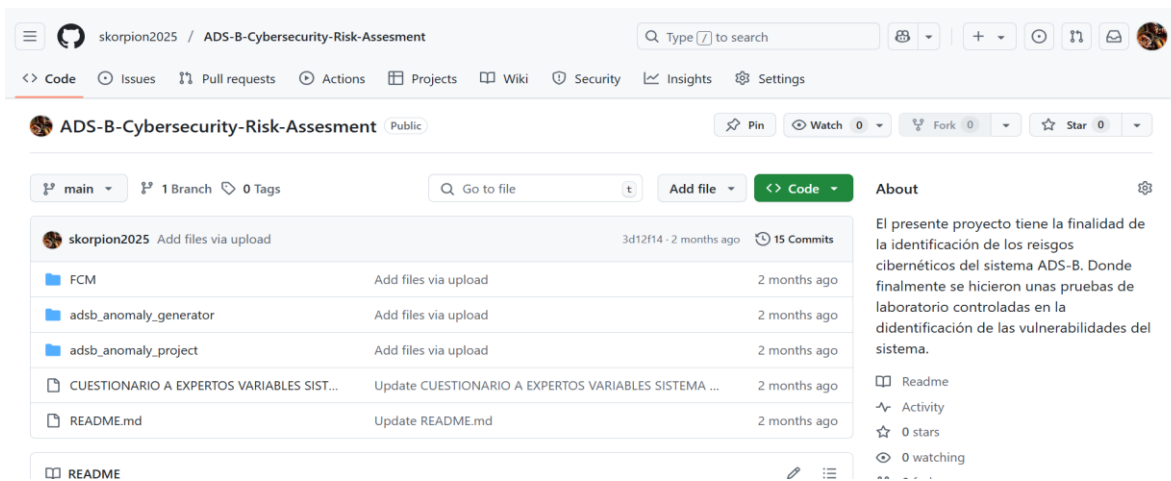 skorpion2025 / ADS-B-Cybersecurity-Risk-Assesment
Type / to search
Code Issues Pull requests Actions Projects Wiki Security Insights Settings
ADS-B-Cybersecurity-Risk-Assesment Public
Pin Watch 0 Fork 0 Star 0
main 1 Branch 0 Tags
Go to file t
Add file Code
skorpion2025 Add files via upload 3d12f14 · 2 months ago 15 Commits
FCM Add files via upload 2 months ago
adsb_anomaly_generator Add files via upload 2 months ago
adsb_anomaly_project Add files via upload 2 months ago
CUESTIONARIO A EXPERTOS VARIABLES SIST... Update CUESTIONARIO A EXPERTOS VARIABLES SISTEMA ... 2 months ago
README.md Update README.md 2 months ago
README
About
El presente proyecto tiene la finalidad de
la identificación de los reisgos
cibernéticos del sistema ADS-B. Donde
finalmente se hicieron unas pruebas de
laboratorio controladas en la
didentificación de las vulnerabilidades del
sistema.
Readme
Activity
0 stars
0 watching